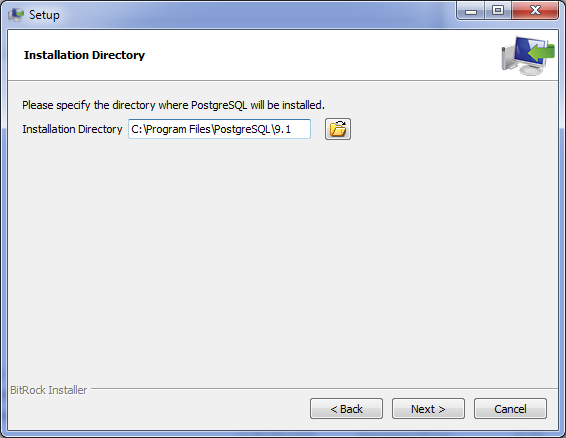 Setup
Installation Directory
Please specify the directory where PostgreSQL will be installed.
Installation Directory C:\Program Files\PostgreSQL\9.1
BitRock Installer
< Back Next > Cancel